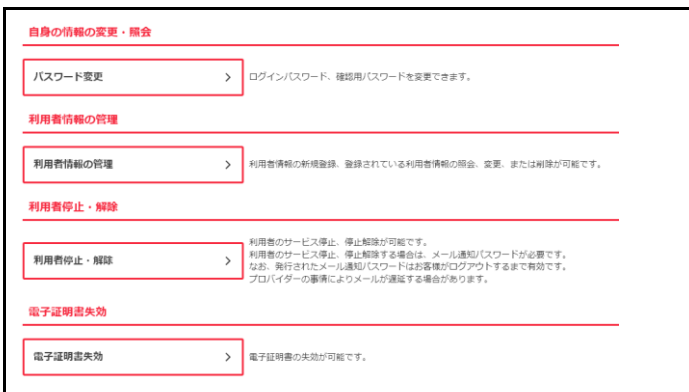 自身の情報の変更・照会
パスワード変更
ログインパスワード、確認用パスワードを変更できます。
利用者情報の管理
利用者情報の管理
利用者情報の新規登録、登録されている利用者情報の照会、変更、または削除が可能です。
利用者停止・解除
利用者停止・解除
利用者のサービス停止、停止解除が可能です。
利用者のサービス停止、停止解除する場合は、メール通知パスワードが必要です。
なお、発行されたメール通知パスワードはお客様がログアウトするまで有効です。
プロバイダーの事情によりメールが遅延する場合があります。
電子証明書失効
電子証明書失効
電子証明書の失効が可能です。